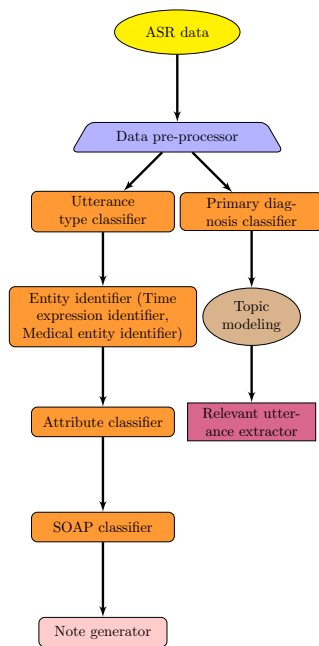 ASR data
Data pre-processor
Utterance
type classifier
Primary diag-
nosis classifier
Entity identifier (Time
expression identifier,
Medical entity identifier)
Topic
modeling
Attribute classifier
Relevant utter-
ance extractor
SOAP classifier
Note generator